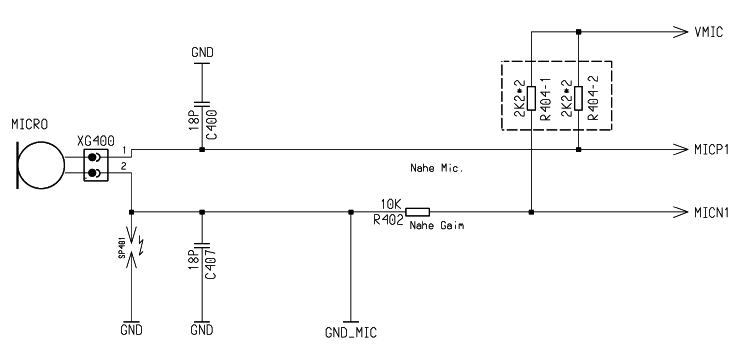 VMIC
GND
2K2*2
R404-1
2K2*2
R404-2
18P
C400
MICRO
XG400
1
MICP1
2
Nahe Mic.
10K
R402
MICN1
Nahe Gaim
SP401
18P
C407
GND
GND
GND_MIC